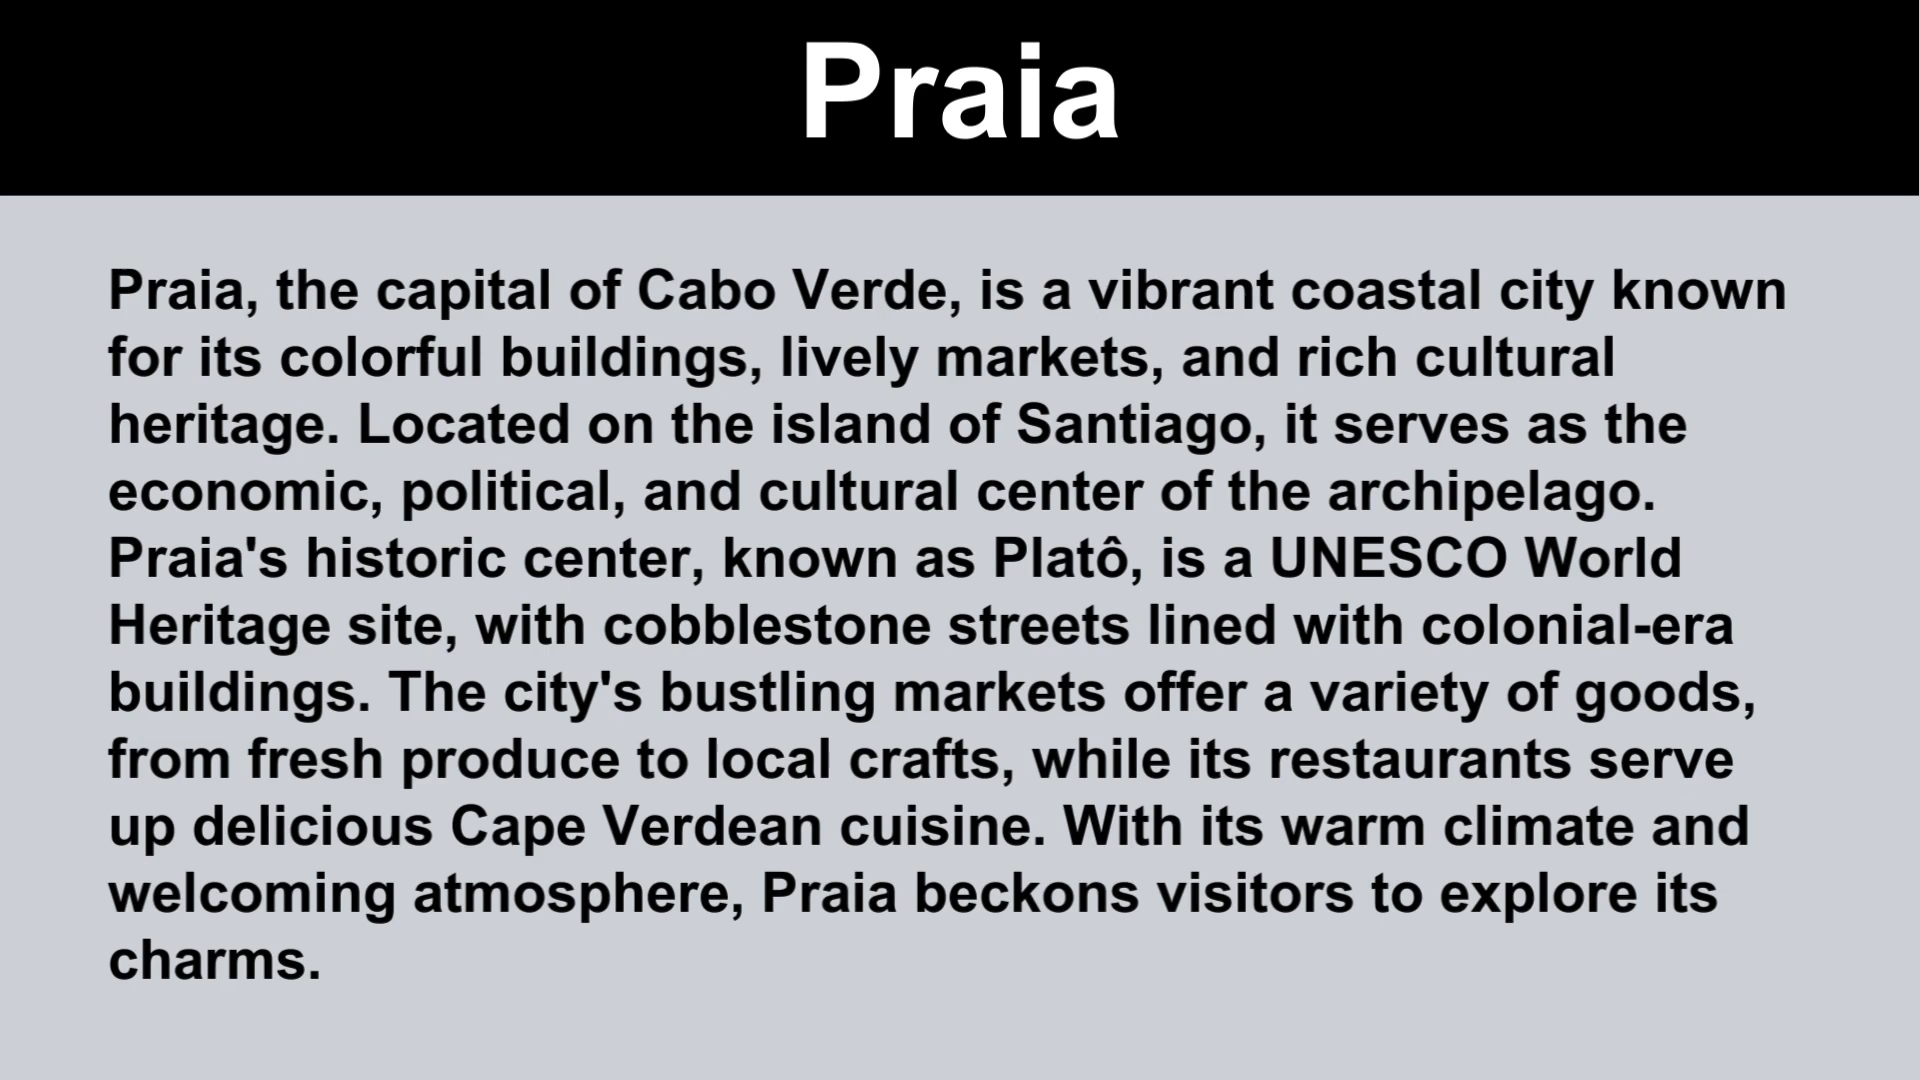 Praia
Praia, the capital of Cabo Verde, is a vibrant coastal city known
for its colorful buildings, lively markets, and rich cultural
heritage. Located on the island of Santiago, it serves as the
economic, political, and cultural center of the archipelago.
Praia's historic center, known as Platô, is a UNESCO World
Heritage site, with cobblestone streets lined with colonial-era
buildings. The city's bustling markets offer a variety of goods,
from fresh produce to local crafts, while its restaurants serve
up delicious Cape Verdean cuisine. With its warm climate and
welcoming atmosphere, Praia beckons visitors to explore its
charms.